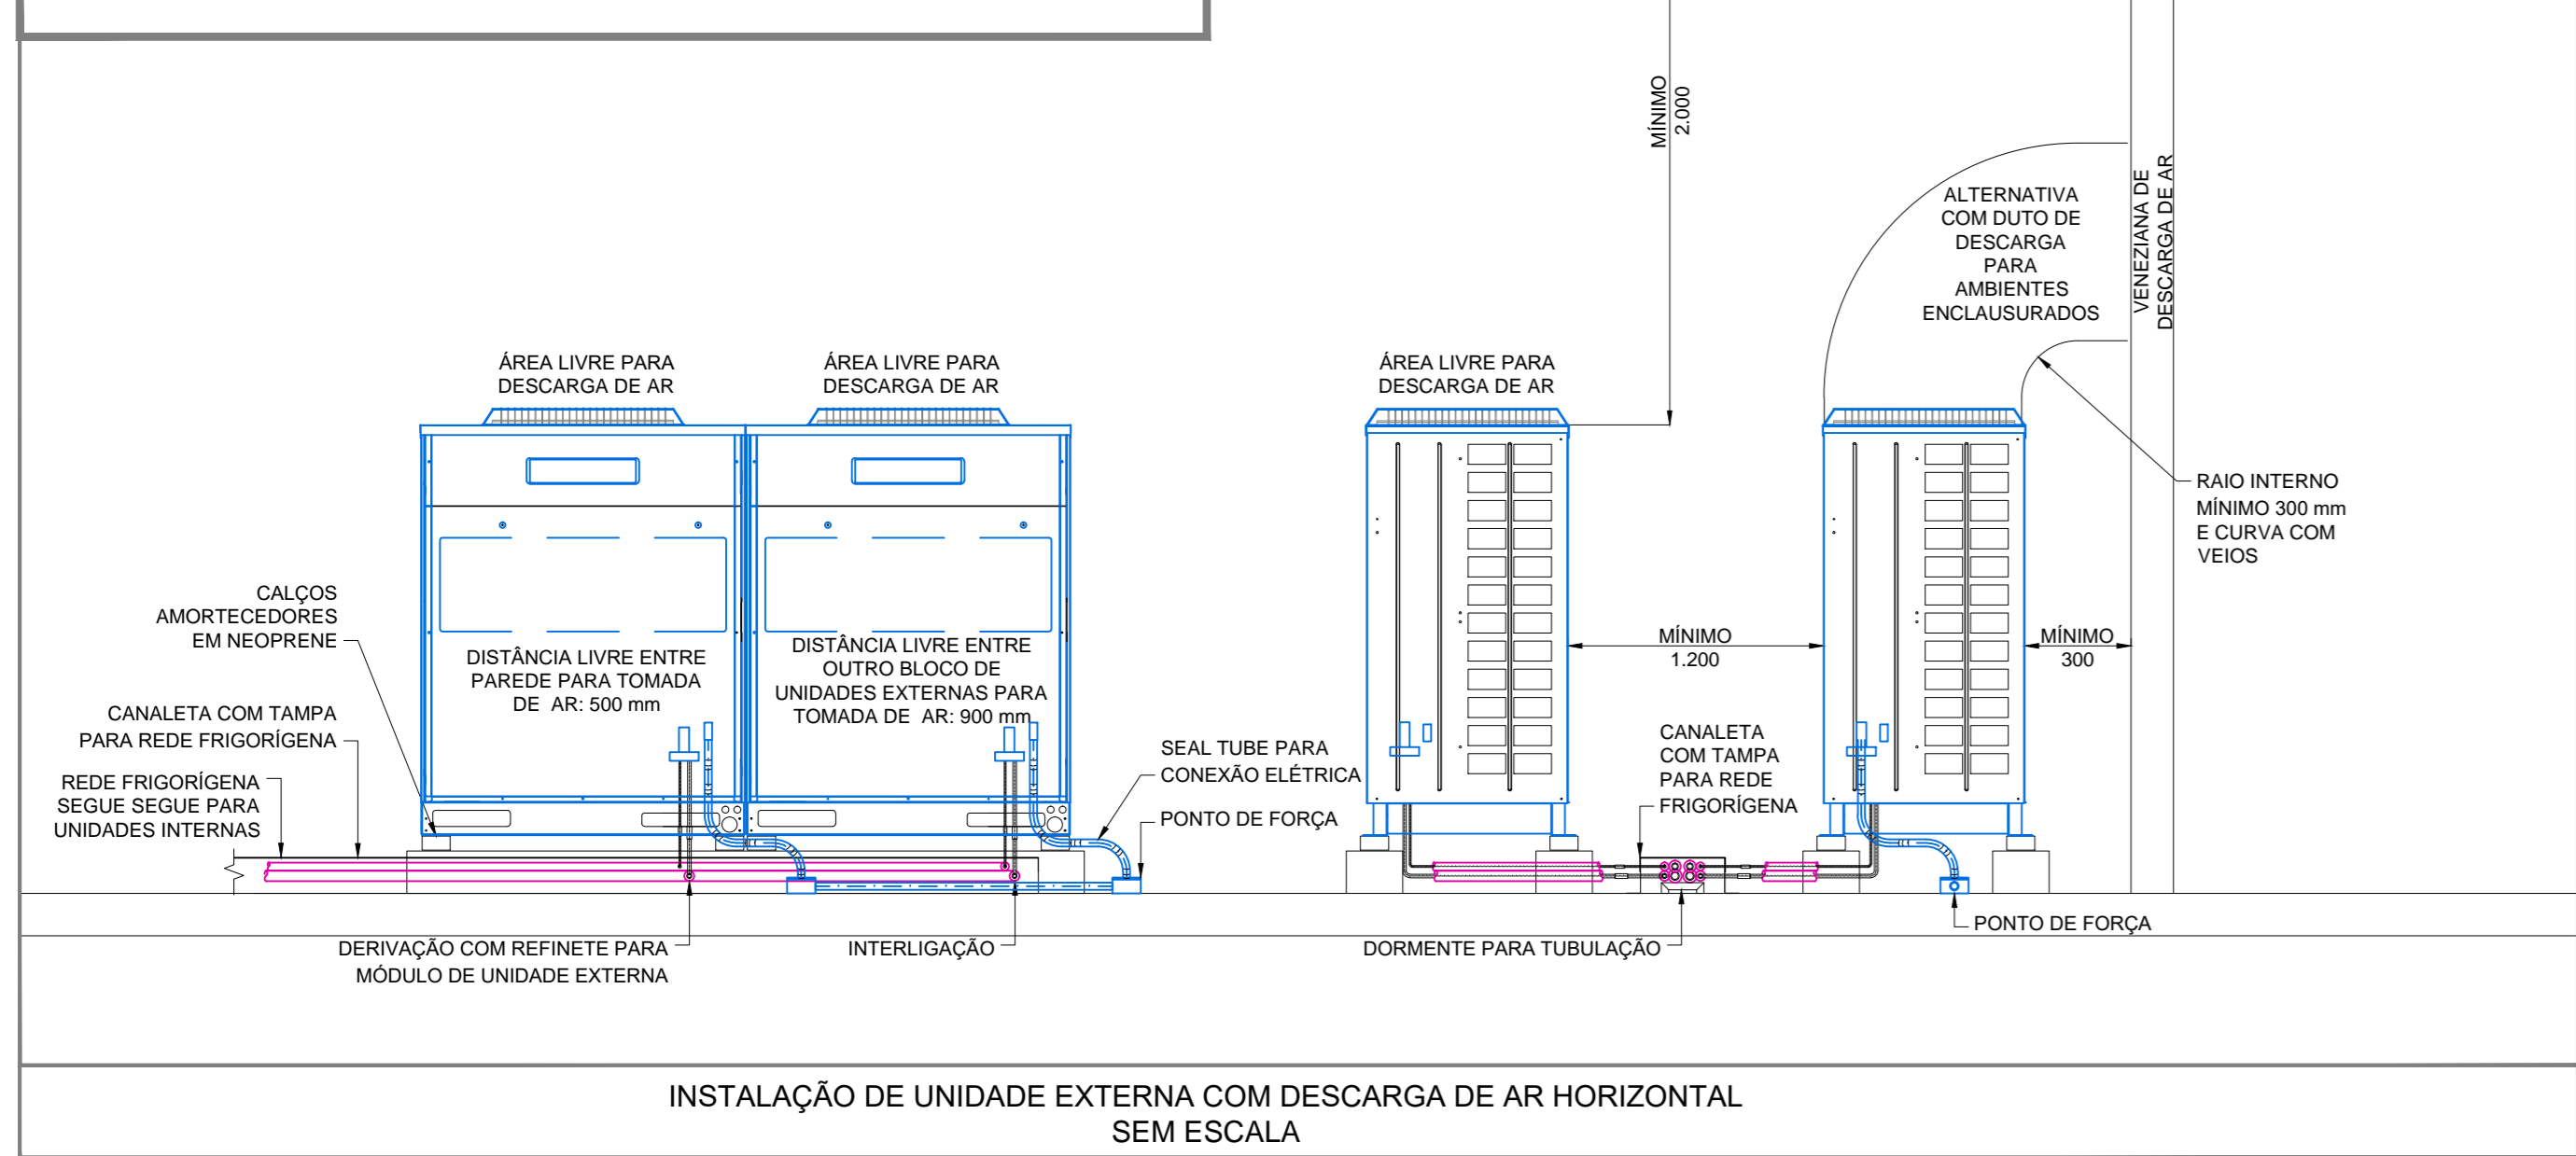 MÍNIMO
2.000
ALTERNATIVA
COM DUTO DE
DESCARGA
PARA
AMBIENTES
ENCLAUSURADOS
VENEZIANA DE
DESCARGA DE AR
ÁREA LIVRE PARA
DESCARGA DE AR
ÁREA LIVRE PARA
DESCARGA DE AR
ÁREA LIVRE PARA
DESCARGA DE AR
RAIO INTERNO
MÍNIMO 300 mm
E CURVA COM
VEIOS
CALÇOS
AMORTECEDORES
EM NEOPRENE
DISTÂNCIA LIVRE ENTRE
PAREDE PARA TOMADA
DE AR: 500 mm
DISTÂNCIA LIVRE ENTRE
OUTRO BLOCO DE
UNIDADES EXTERNAS PARA
TOMADA DE AR: 900 mm
MÍNIMO
1.200
MÍNIMO
300
CANALETA COM TAMPA
PARA REDE FRIGORÍGENA
REDE FRIGORÍGENA
SEGUE SEGUE PARA
UNIDADES INTERNAS
SEAL TUBE PARA
CONEXÃO ELÉTRICA
PONTO DE FORÇA
CANALETA
COM TAMPA
PARA REDE
FRIGORÍGENA
DERIVAÇÃO COM REFINETE PARA
MÓDULO DE UNIDADE EXTERNA
INTERLIGAÇÃO
DORMENTE PARA TUBULAÇÃO
PONTO DE FORÇA
INSTALAÇÃO DE UNIDADE EXTERNA COM DESCARGA DE AR HORIZONTAL
SEM ESCALA